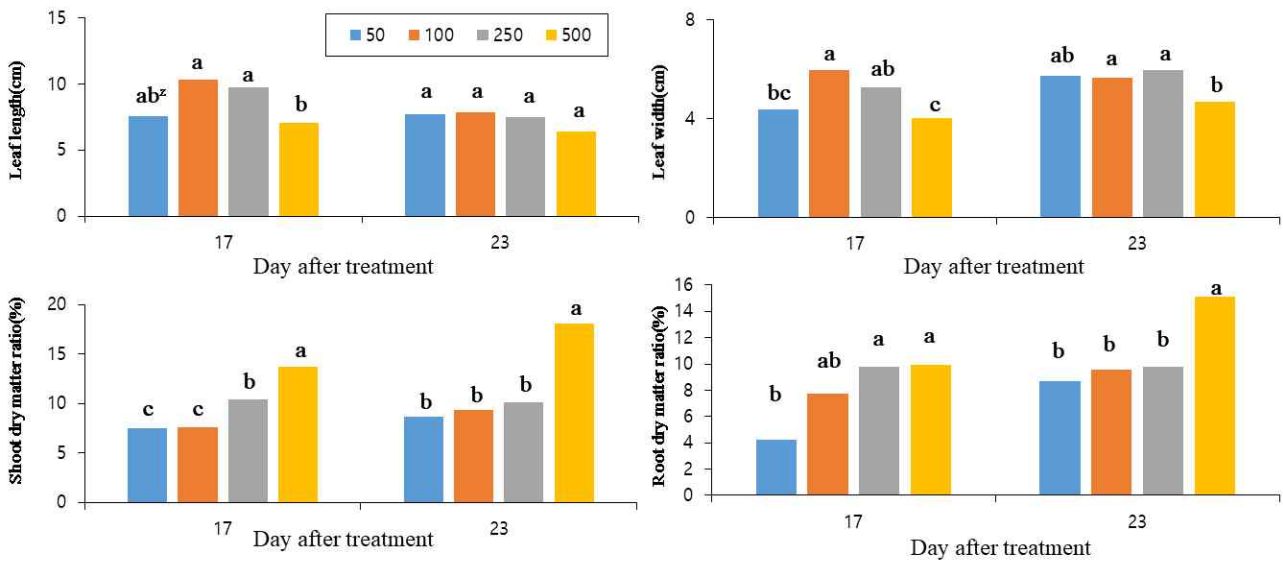 15
10
5
0
Leaf length(cm)
50 100 250 500
abᶻ a a b
a a a a
17 23
Day after treatment
8
4
0
Leaf width(cm)
bc a ab c
ab a a b
17 23
Day after treatment
20
15
10
5
0
Shoot dry matter ratio(%)
c c b a
b b b a
17 23
Day after treatment
16
14
12
10
8
6
4
2
0
Root dry matter ratio(%)
b ab a a
b b b a
17 23
Day after treatment